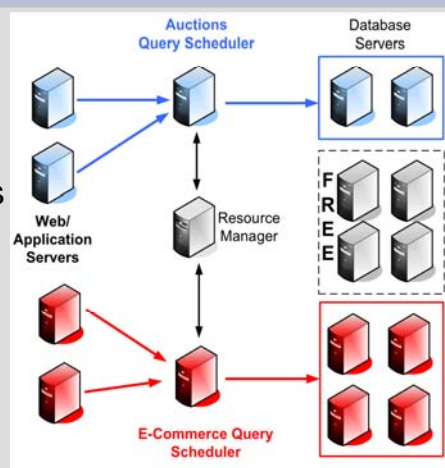 Auctions
Query Scheduler
Database
Servers
s
Web/
Application
Servers
Resource
Manager
F
R
E
E
E-Commerce Query
Scheduler